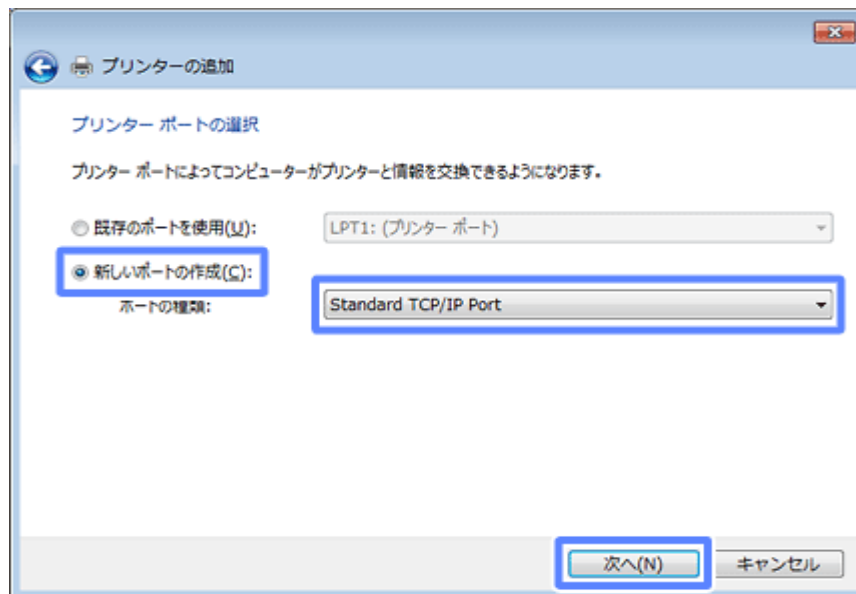 プリンターの追加
プリンター ポートの選択
プリンター ポートによってコンピューターがプリンターと情報を交換できるようになります。
既存のポートを使用(U): LPT1: (プリンター ポート)
新しいポートの作成(C):
ポートの種類: Standard TCP/IP Port
次へ(N) キャンセル